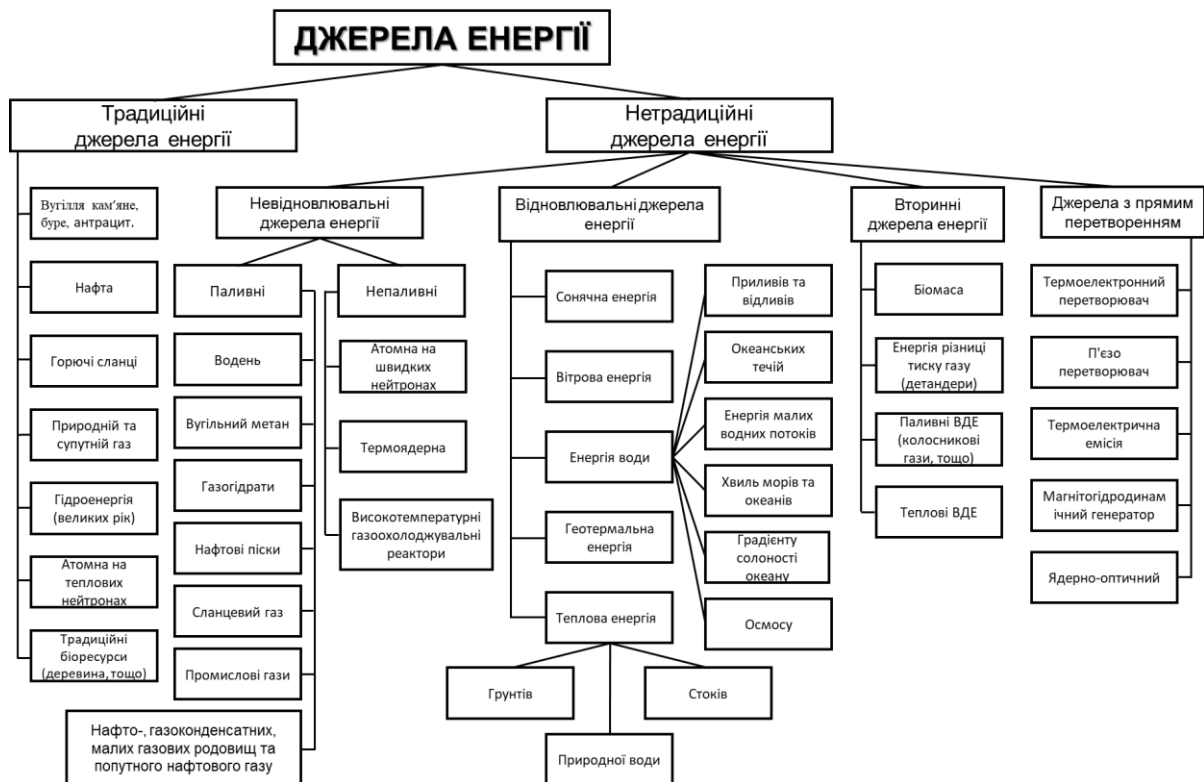 ДЖЕРЕЛА ЕНЕРГІЇ
Традиційні
джерела енергії
Нетрадиційні
джерела енергії
Вугілля кам'яне,
буре, антрацит.
Нафта
Горючі сланці
Природній та
супутній газ
Гідроенергія
(великих рік)
Атомна на
теплових
нейтронах
Традиційні
біоресурси
(деревина, тощо)
Невідновлювальні
джерела енергії
Паливні
Водень
Вугільний метан
Газогідрати
Нафтові піски
Сланцевий газ
Промислові гази
Нафто-, газоконденсатних,
малих газових родовищ та
попутного нафтового газу
Непаливні
Атомна на
швидких
нейтронах
Термоядерна
Високотемпературні
газоохолоджувальні
реактори
Відновлювальні джерела
енергії
Сонячна енергія
Вітрова енергія
Енергія води
Геотермальна
енергія
Теплова енергія
Приливів та
відливів
Океанських
течій
Енергія малих
водних потоків
Хвиль морів та
океанів
Градієнту
солоності
океану
Осмосу
Грунтів
Стоків
Природної води
Вторинні
джерела енергії
Біомаса
Енергія різниці
тиску газу
(детандери)
Паливні ВДЕ
(колосникові
гази, тощо)
Теплові ВДЕ
Джерела з прямим
перетворенням
Термоелектронний
перетворювач
П'єзо
перетворювач
Термоелектрична
емісія
Магнітогідродинам
ічний генератор
Ядерно-оптичний